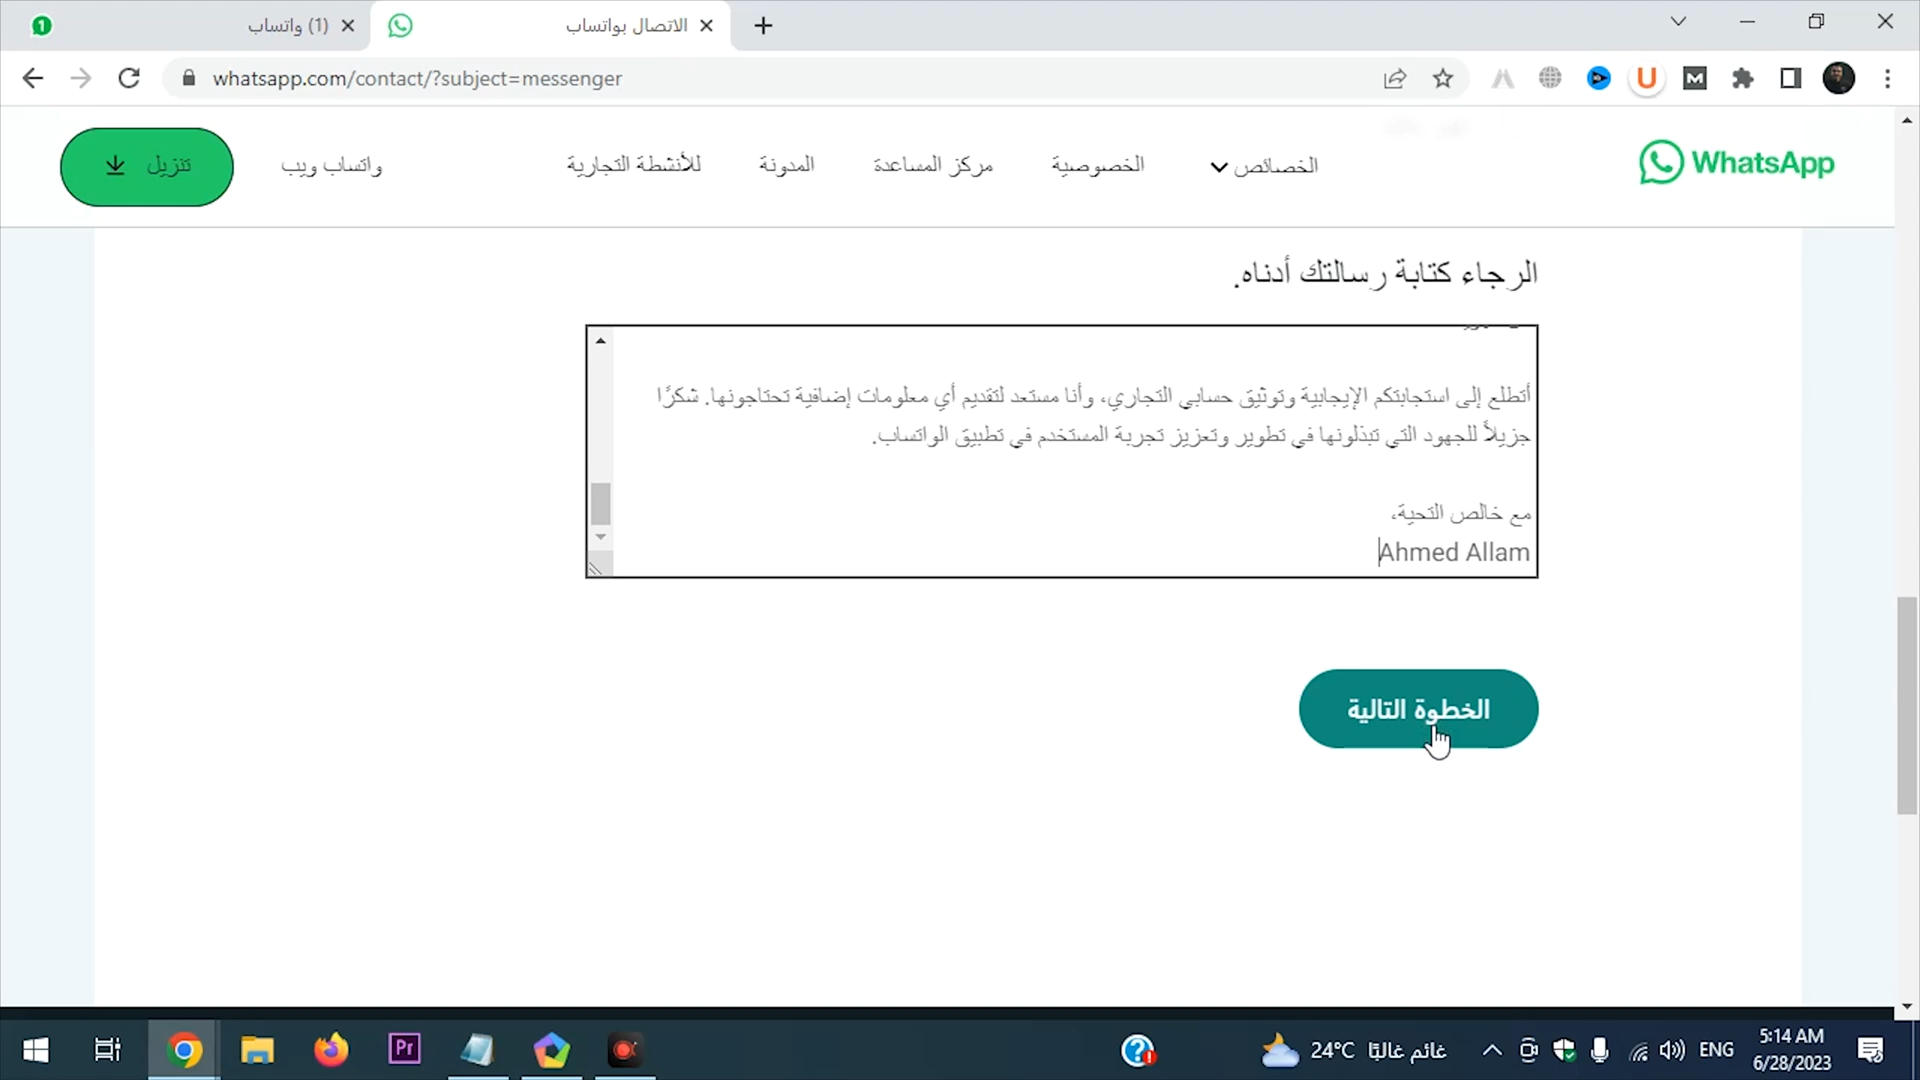 (1) واتساب
الاتصال بواتساب
whatsapp.com/contact/?subject=messenger
WhatsApp
الخصائص
الخصوصية
مركز المساعدة
المدونة
للأنشطة التجارية
واتساب ويب
تنزيل
الرجاء كتابة رسالتك أدناه.
أتطلع إلى استجابتكم الإيجابية وتوثيق حسابي التجاري، وأنا مستعد لتقديم أي معلومات إضافية تحتاجونها. شكرًا
جزيلاً للجهود التي تبذلونها في تطوير وتعزيز تجربة المستخدم في تطبيق الواتساب.
مع خالص التحية،
Ahmed Allam
الخطوة التالية
24°C غائم غالبًا
ENG
5:14 AM
6/28/2023